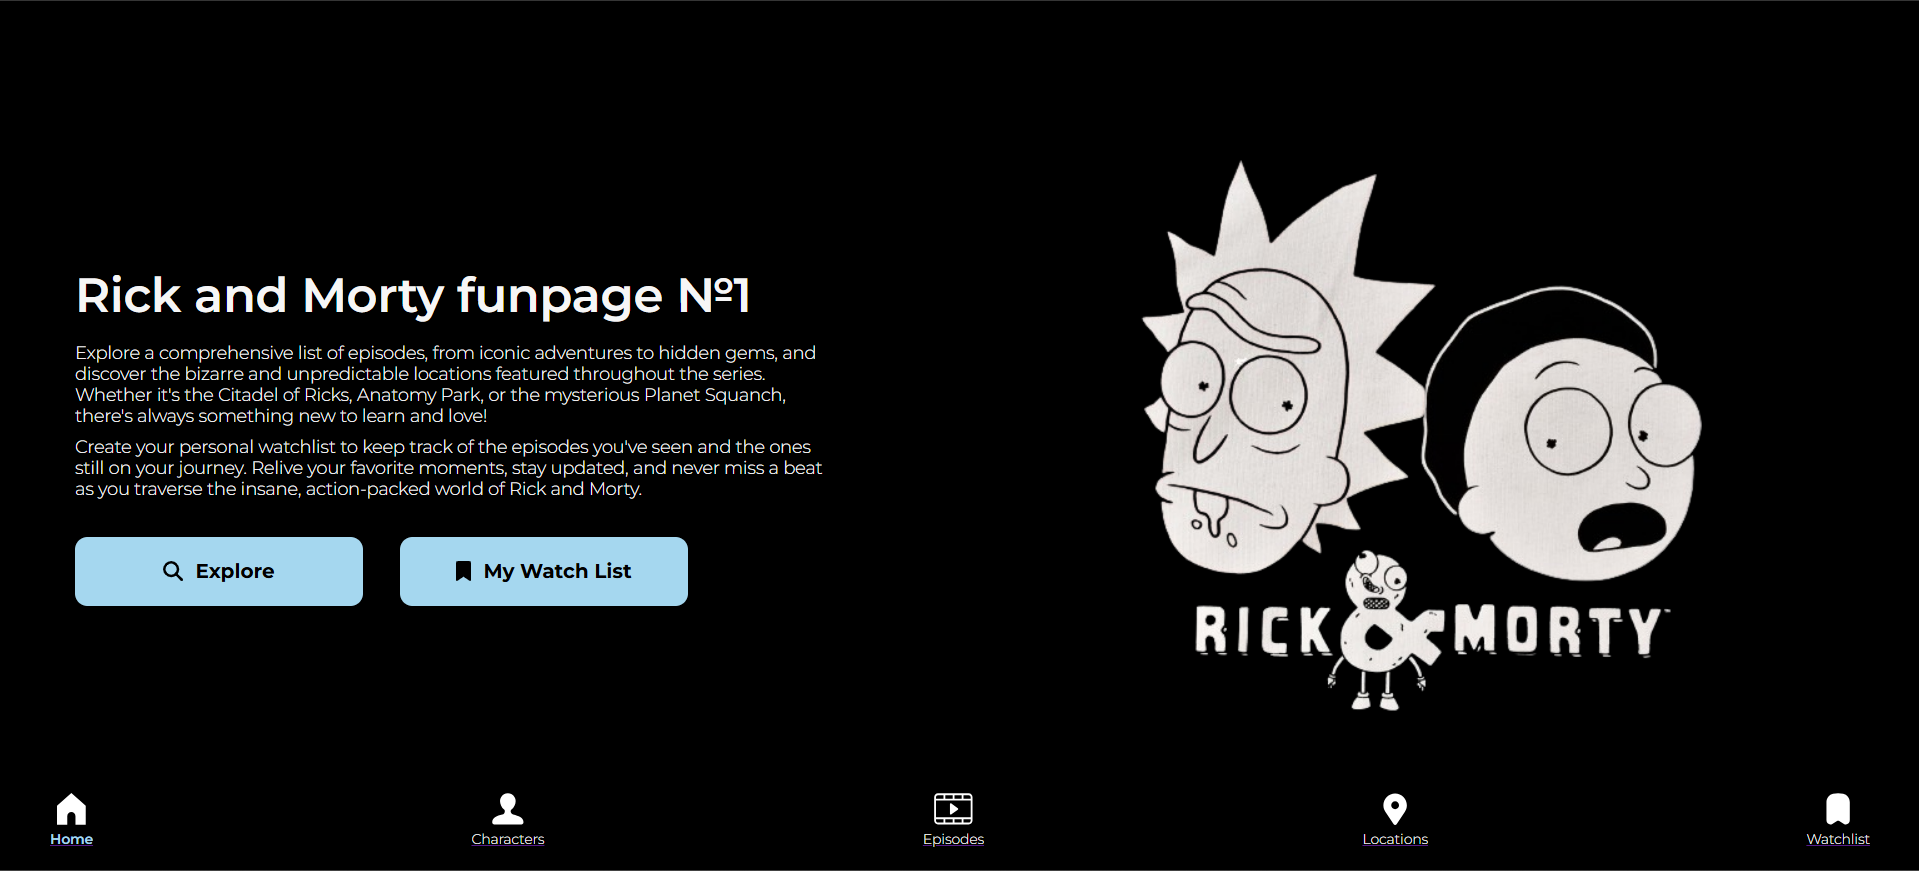 Rick and Morty funpage №1
Explore a comprehensive list of episodes, from iconic adventures to hidden gems, and
discover the bizarre and unpredictable locations featured throughout the series.
Whether it's the Citadel of Ricks, Anatomy Park, or the mysterious Planet Squanch,
there's always something new to learn and love!
Create your personal watchlist to keep track of the episodes you've seen and the ones
still on your journey. Relive your favorite moments, stay updated, and never miss a beat
as you traverse the insane, action-packed world of Rick and Morty.
Explore
My Watch List
RICK & MORTY
Home
Characters
Episodes
Locations
Watchlist